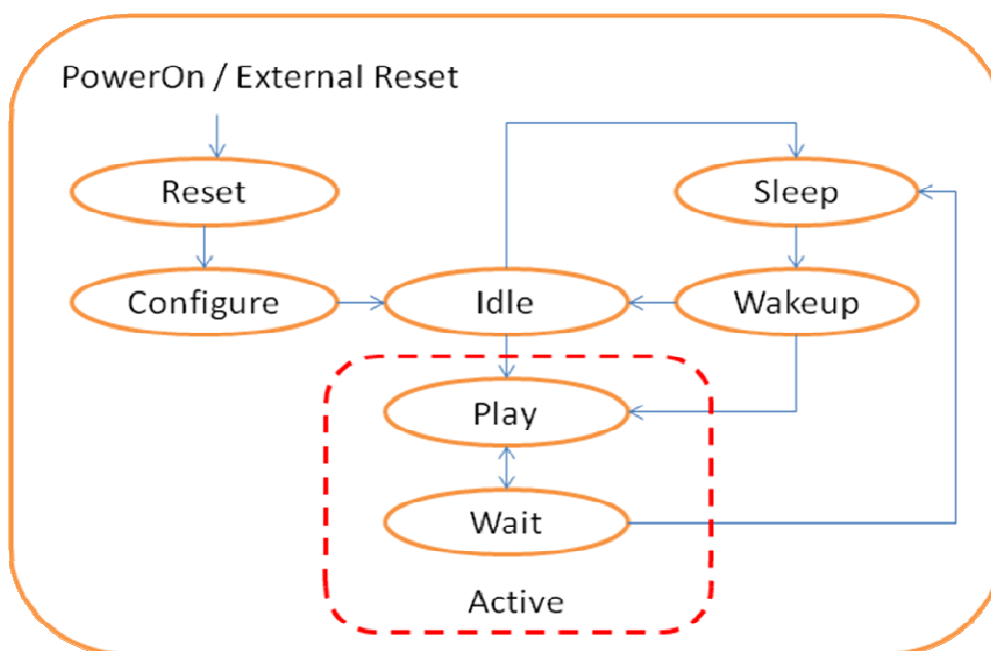 PowerOn / External Reset
Reset
Sleep
Configure
Idle
Wakeup
Play
Wait
Active